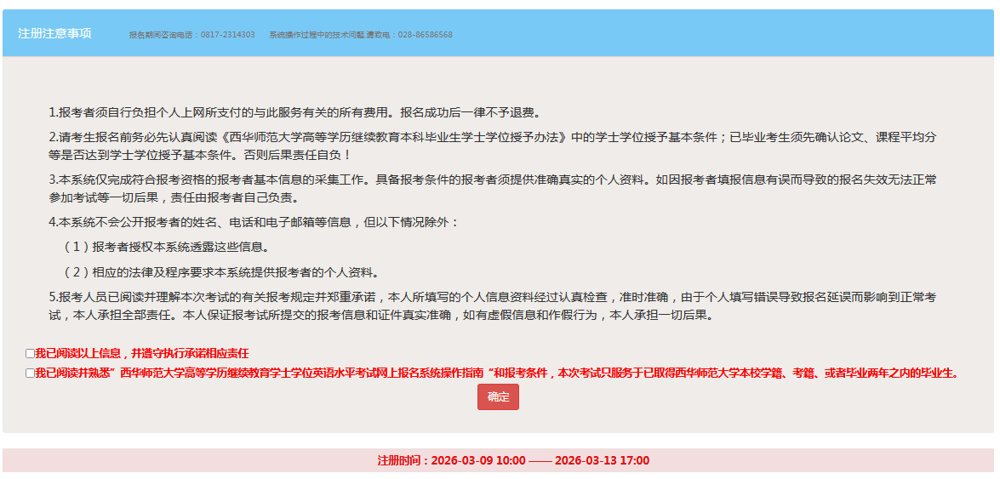 注册注意事项 报名期间咨询电话：0817-2314303 系统操作过程中的技术问题,请致电：028-86586568
1.报考者须自行负担个人上网所支付的与此服务有关的所有费用。报名成功后一律不予退费。
2.请考生报名前务必先认真阅读《西华师范大学高等学历继续教育本科毕业生学士学位授予办法》中的学士学位授予基本条件；已毕业考生须先确认论文、课程平均分
等是否达到学士学位授予基本条件。否则后果责任自负！
3.本系统仅完成符合报考资格的报考者基本信息的采集工作。具备报考条件的报考者须提供准确真实的个人资料。如因报考者填报信息有误而导致的报名失效无法正常
参加考试等一切后果，责任由报考者自己负责。
4.本系统不会公开报考者的姓名、电话和电子邮箱等信息，但以下情况除外：
（1）报考者授权本系统透露这些信息。
（2）相应的法律及程序要求本系统提供报考者的个人资料。
5.报考人员已阅读并理解本次考试的有关报考规定并郑重承诺，本人所填写的个人信息资料经过认真检查，准时准确，由于个人填写错误导致报名延误而影响到正常考
试，本人承担全部责任。本人保证报考试所提交的报考信息和证件真实准确，如有虚假信息和作假行为，本人承担一切后果。
我已阅读以上信息，并遵守执行承诺相应责任
我已阅读并熟悉”西华师范大学高等学历继续教育学士学位英语水平考试网上报名系统操作指南“和报考条件，本次考试只服务于已取得西华师范大学本校学籍、考籍、或者毕业两年之内的毕业生。
确定
注册时间：2026-03-09 10:00 —— 2026-03-13 17:00